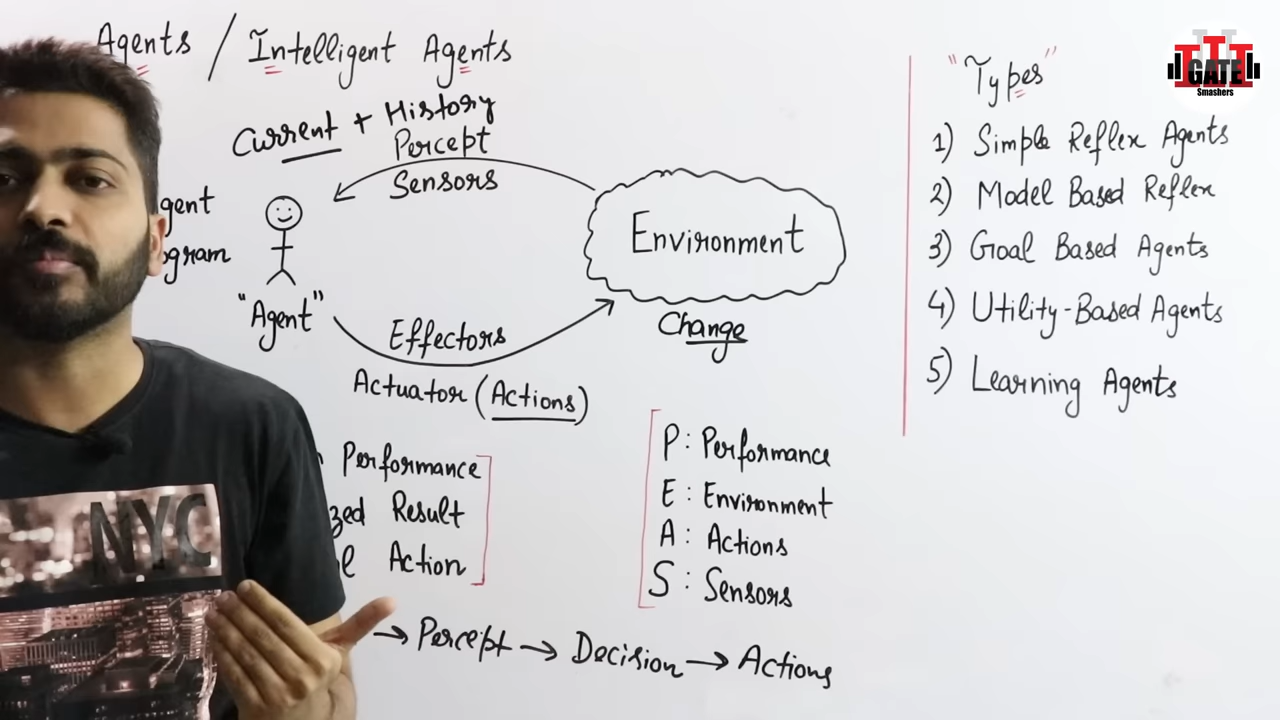 Agents / Intelligent Agents
Current + History
Percept
Sensors
gent
gram
"Agent"
Environment
Change
Effectors
Actuator (Actions)
Performance
zed Result
Action
P : Performance
E : Environment
A : Actions
S : Sensors
→ Percept → Decision → Actions
"Types"
1) Simple Reflex Agents
2) Model Based Reflex
3) Goal Based Agents
4) Utility-Based Agents
5) Learning Agents
GATE
Smashers
NYC